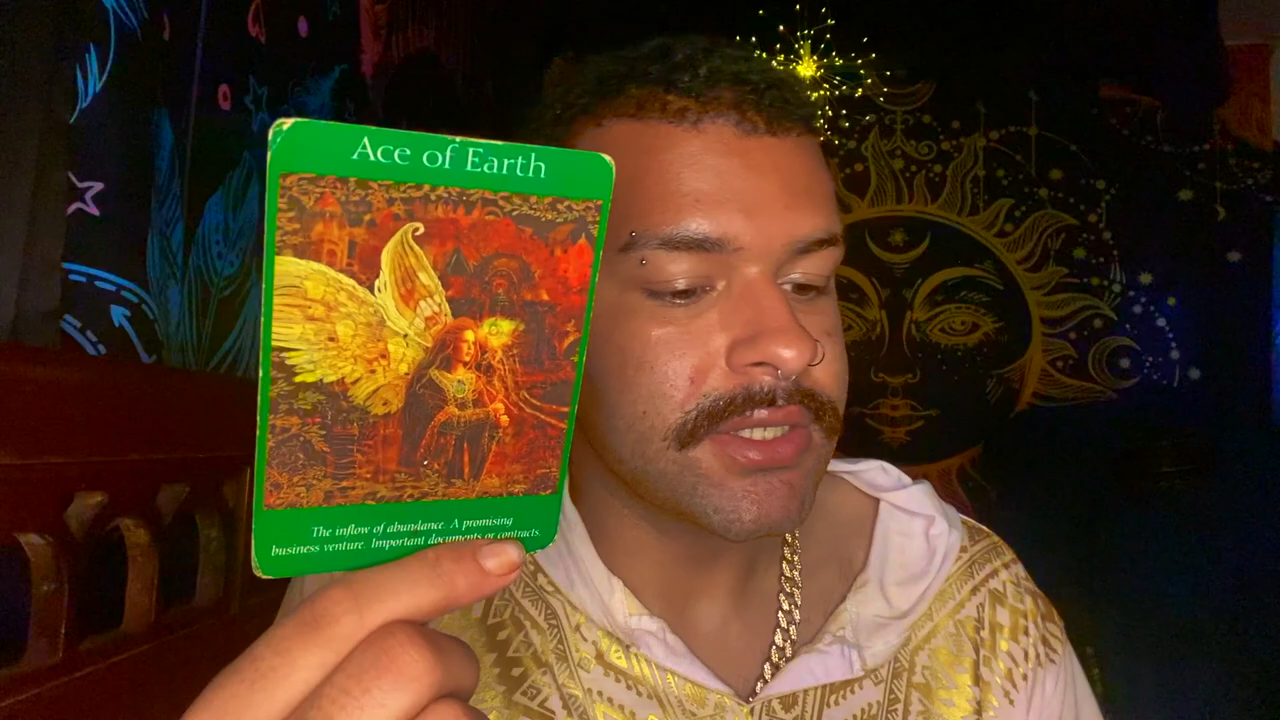 Ace of Earth
The inflow of abundance. A promising
business venture. Important documents or contracts.